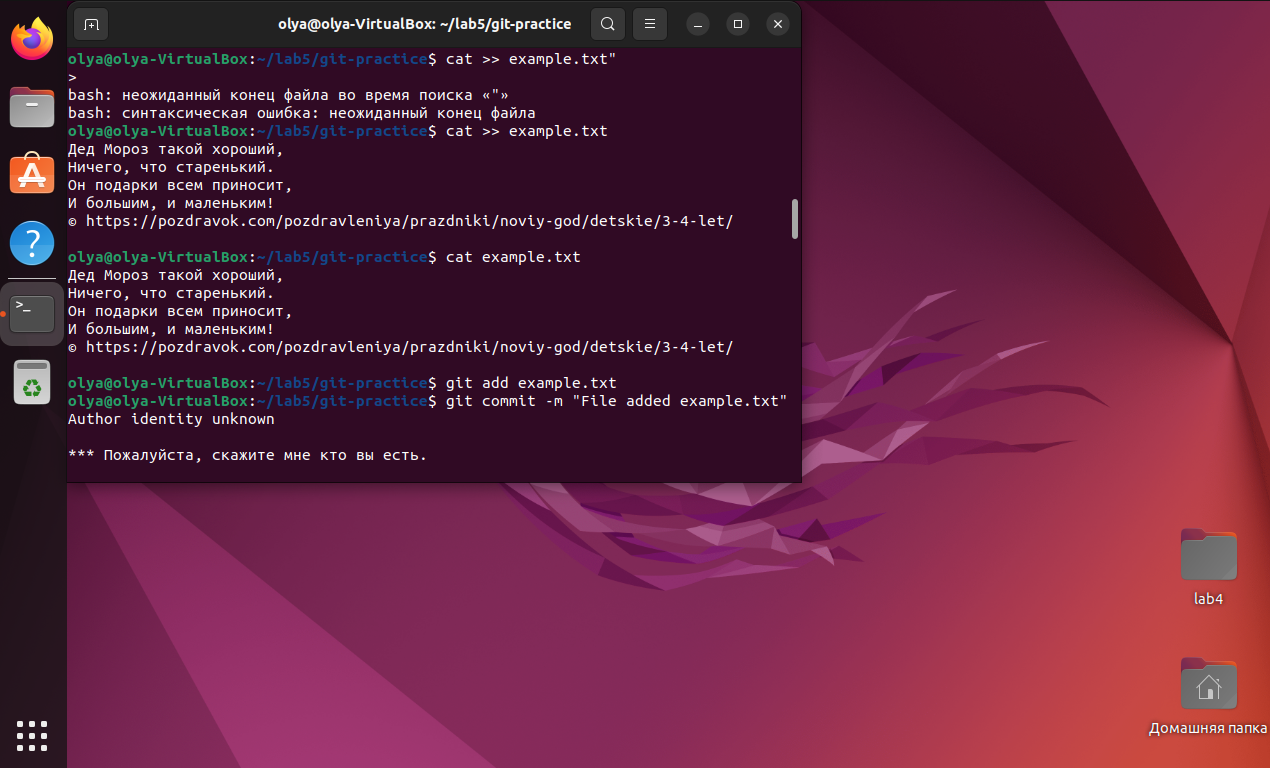 olya@olya-VirtualBox: ~/lab5/git-practice
olya@olya-VirtualBox:~/lab5/git-practice$ cat >> example.txt"
>
bash: неожиданный конец файла во время поиска «"»
bash: синтаксическая ошибка: неожиданный конец файла
olya@olya-VirtualBox:~/lab5/git-practice$ cat >> example.txt
Дед Мороз такой хороший,
Ничего, что старенький.
Он подарки всем приносит,
И большим, и маленьким!
© https://pozdravok.com/pozdravleniya/prazdniki/noviy-god/detskie/3-4-let/
olya@olya-VirtualBox:~/lab5/git-practice$ cat example.txt
Дед Мороз такой хороший,
Ничего, что старенький.
Он подарки всем приносит,
И большим, и маленьким!
© https://pozdravok.com/pozdravleniya/prazdniki/noviy-god/detskie/3-4-let/
olya@olya-VirtualBox:~/lab5/git-practice$ git add example.txt
olya@olya-VirtualBox:~/lab5/git-practice$ git commit -m "File added example.txt"
Author identity unknown
*** Пожалуйста, скажите мне кто вы есть.
lab4
Домашняя папка